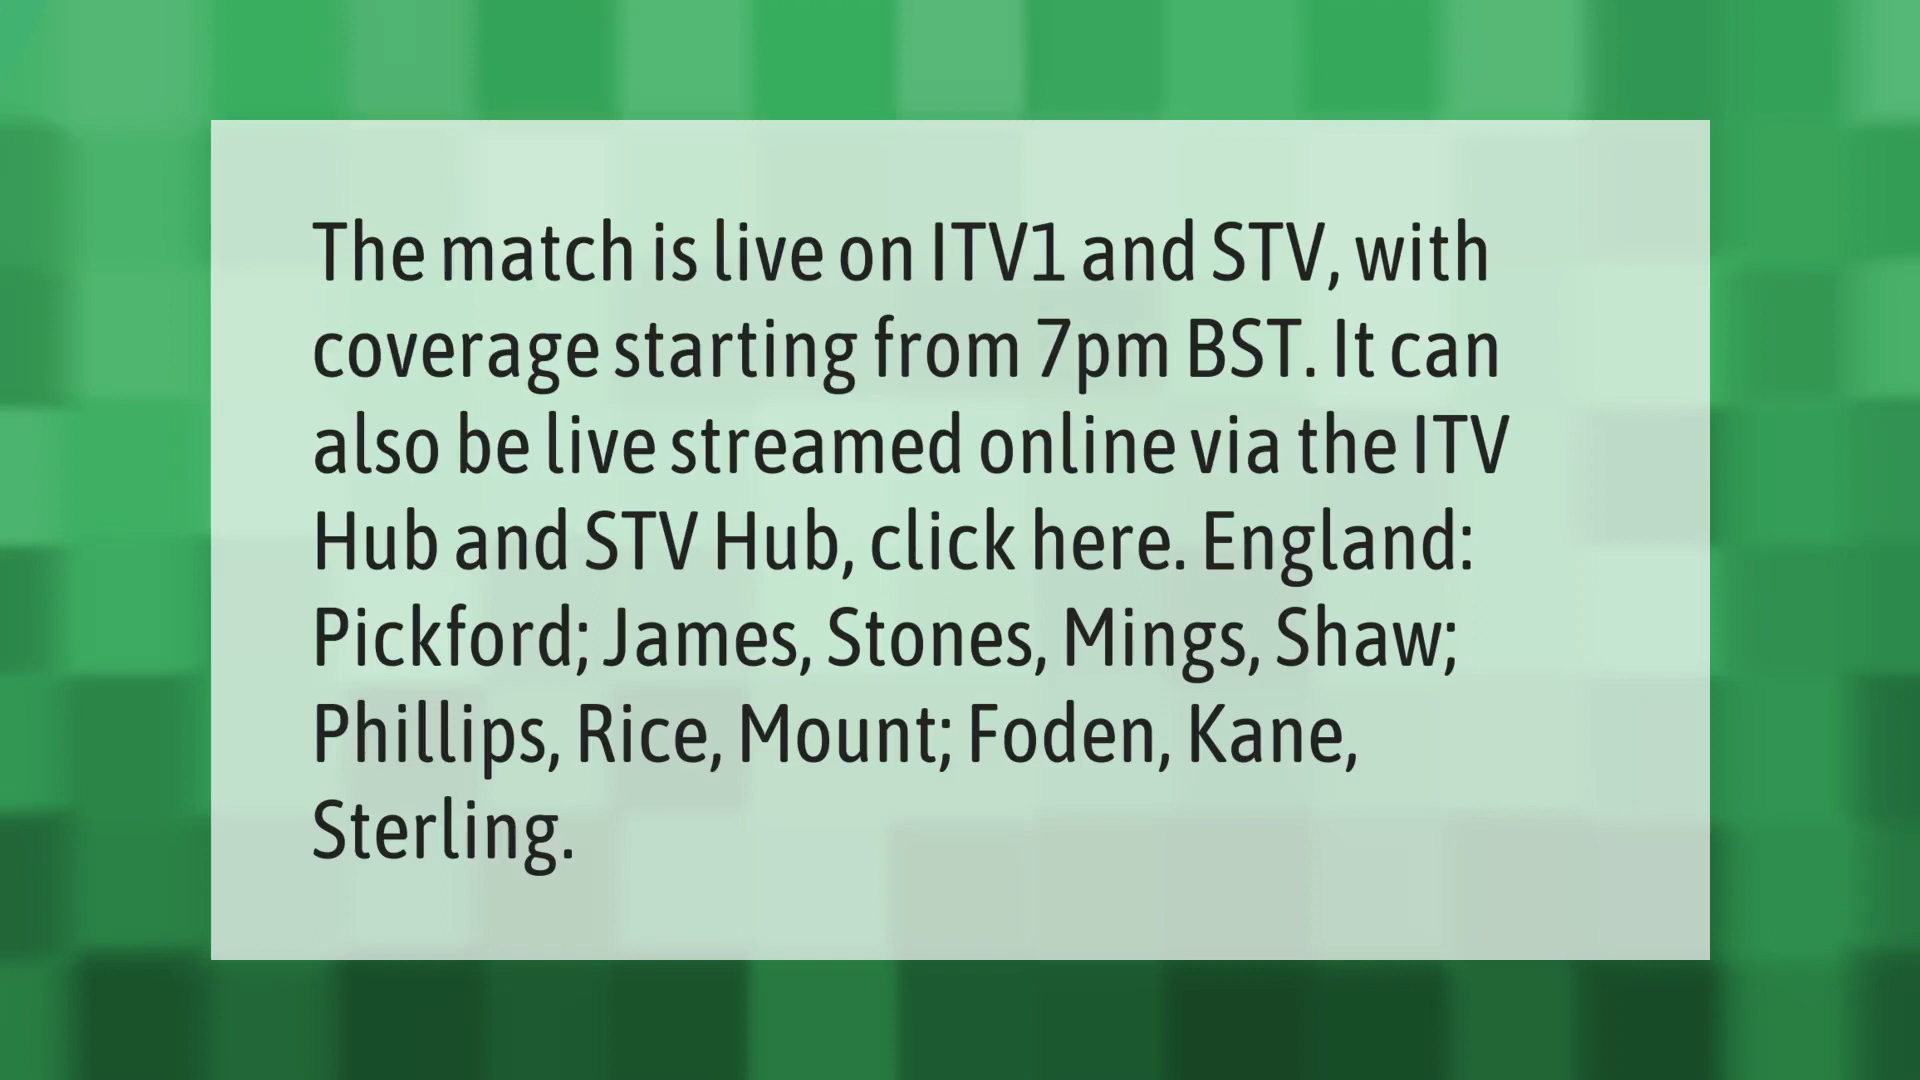 The match is live on ITV1 and STV, with
coverage starting from 7pm BST. It can
also be live streamed online via the ITV
Hub and STV Hub, click here. England:
Pickford; James, Stones, Mings, Shaw;
Phillips, Rice, Mount; Foden, Kane,
Sterling.